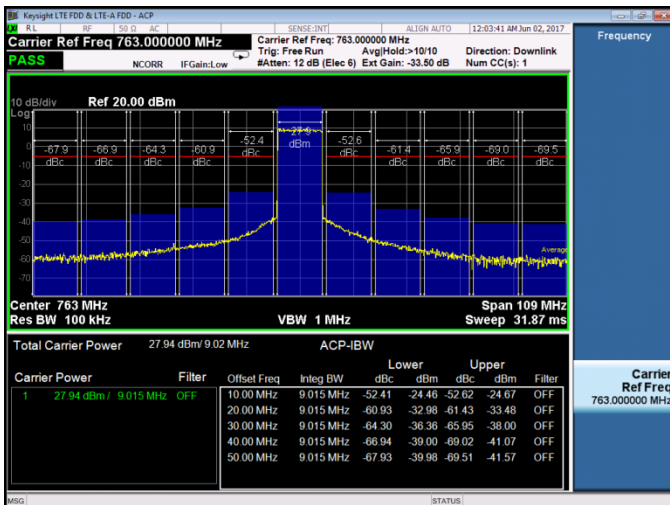 Keysight LTE FDD & LTE-A FDD - ACP
RL RF 50 Ω AC SENSE:INT ALIGN AUTO 12:03:41 AM Jun 02, 2017
Carrier Ref Freq 763.000000 MHz
Carrier Ref Freq: 763.000000 MHz
Trig: Free Run Avg|Hold:>10/10 Direction: Downlink
PASS NCORR IFGain:Low #Atten: 12 dB (Elec 6) Ext Gain: -33.50 dB Num CC(s): 1
Frequency
10 dB/div Ref 20.00 dBm
Log
10
0
-10
-20
-30
-40
-50
-60
-70
-67.9 -66.9 -64.3 -60.9 -52.4 27.9 -52.6 -61.4 -65.9 -69.0 -69.5
dBc dBc dBc dBc dBc dBm dBc dBc dBc dBc dBc
Average
Center 763 MHz Span 109 MHz
Res BW 100 kHz VBW 1 MHz Sweep 31.87 ms
Total Carrier Power 27.94 dBm/ 9.02 MHz ACP-IBW
Lower Upper
Carrier Power Filter Offset Freq Integ BW dBc dBm dBc dBm Filter
1 27.94 dBm / 9.015 MHz OFF
10.00 MHz 9.015 MHz -52.41 -24.46 -52.62 -24.67 OFF
20.00 MHz 9.015 MHz -60.93 -32.98 -61.43 -33.48 OFF
30.00 MHz 9.015 MHz -64.30 -36.36 -65.95 -38.00 OFF
40.00 MHz 9.015 MHz -66.94 -39.00 -69.02 -41.07 OFF
50.00 MHz 9.015 MHz -67.93 -39.98 -69.51 -41.57 OFF
Carrier
Ref Freq
763.000000 MHz
MSG STATUS